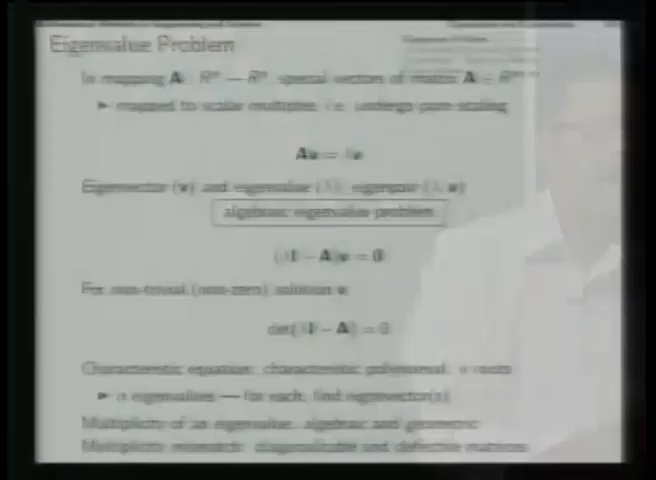 Eigenvalue Problem
In mapping A : Rⁿ → Rⁿ, special vectors of matrix A ∈ Rⁿˣⁿ
▶ mapped to scalar multiples, i.e. undergo pure scaling
Av = λv
Eigenvector (v) and eigenvalue (λ): eigenpair (λ, v)
algebraic eigenvalue problem
(λI − A)v = 0
For non-trivial (non-zero) solution v,
det(λI − A) = 0
Characteristic equation: characteristic polynomial: n roots
▶ n eigenvalues — for each, find eigenvector(s)
Multiplicity of an eigenvalue: algebraic and geometric
Multiplicity mismatch: diagonalizable and defective matrices